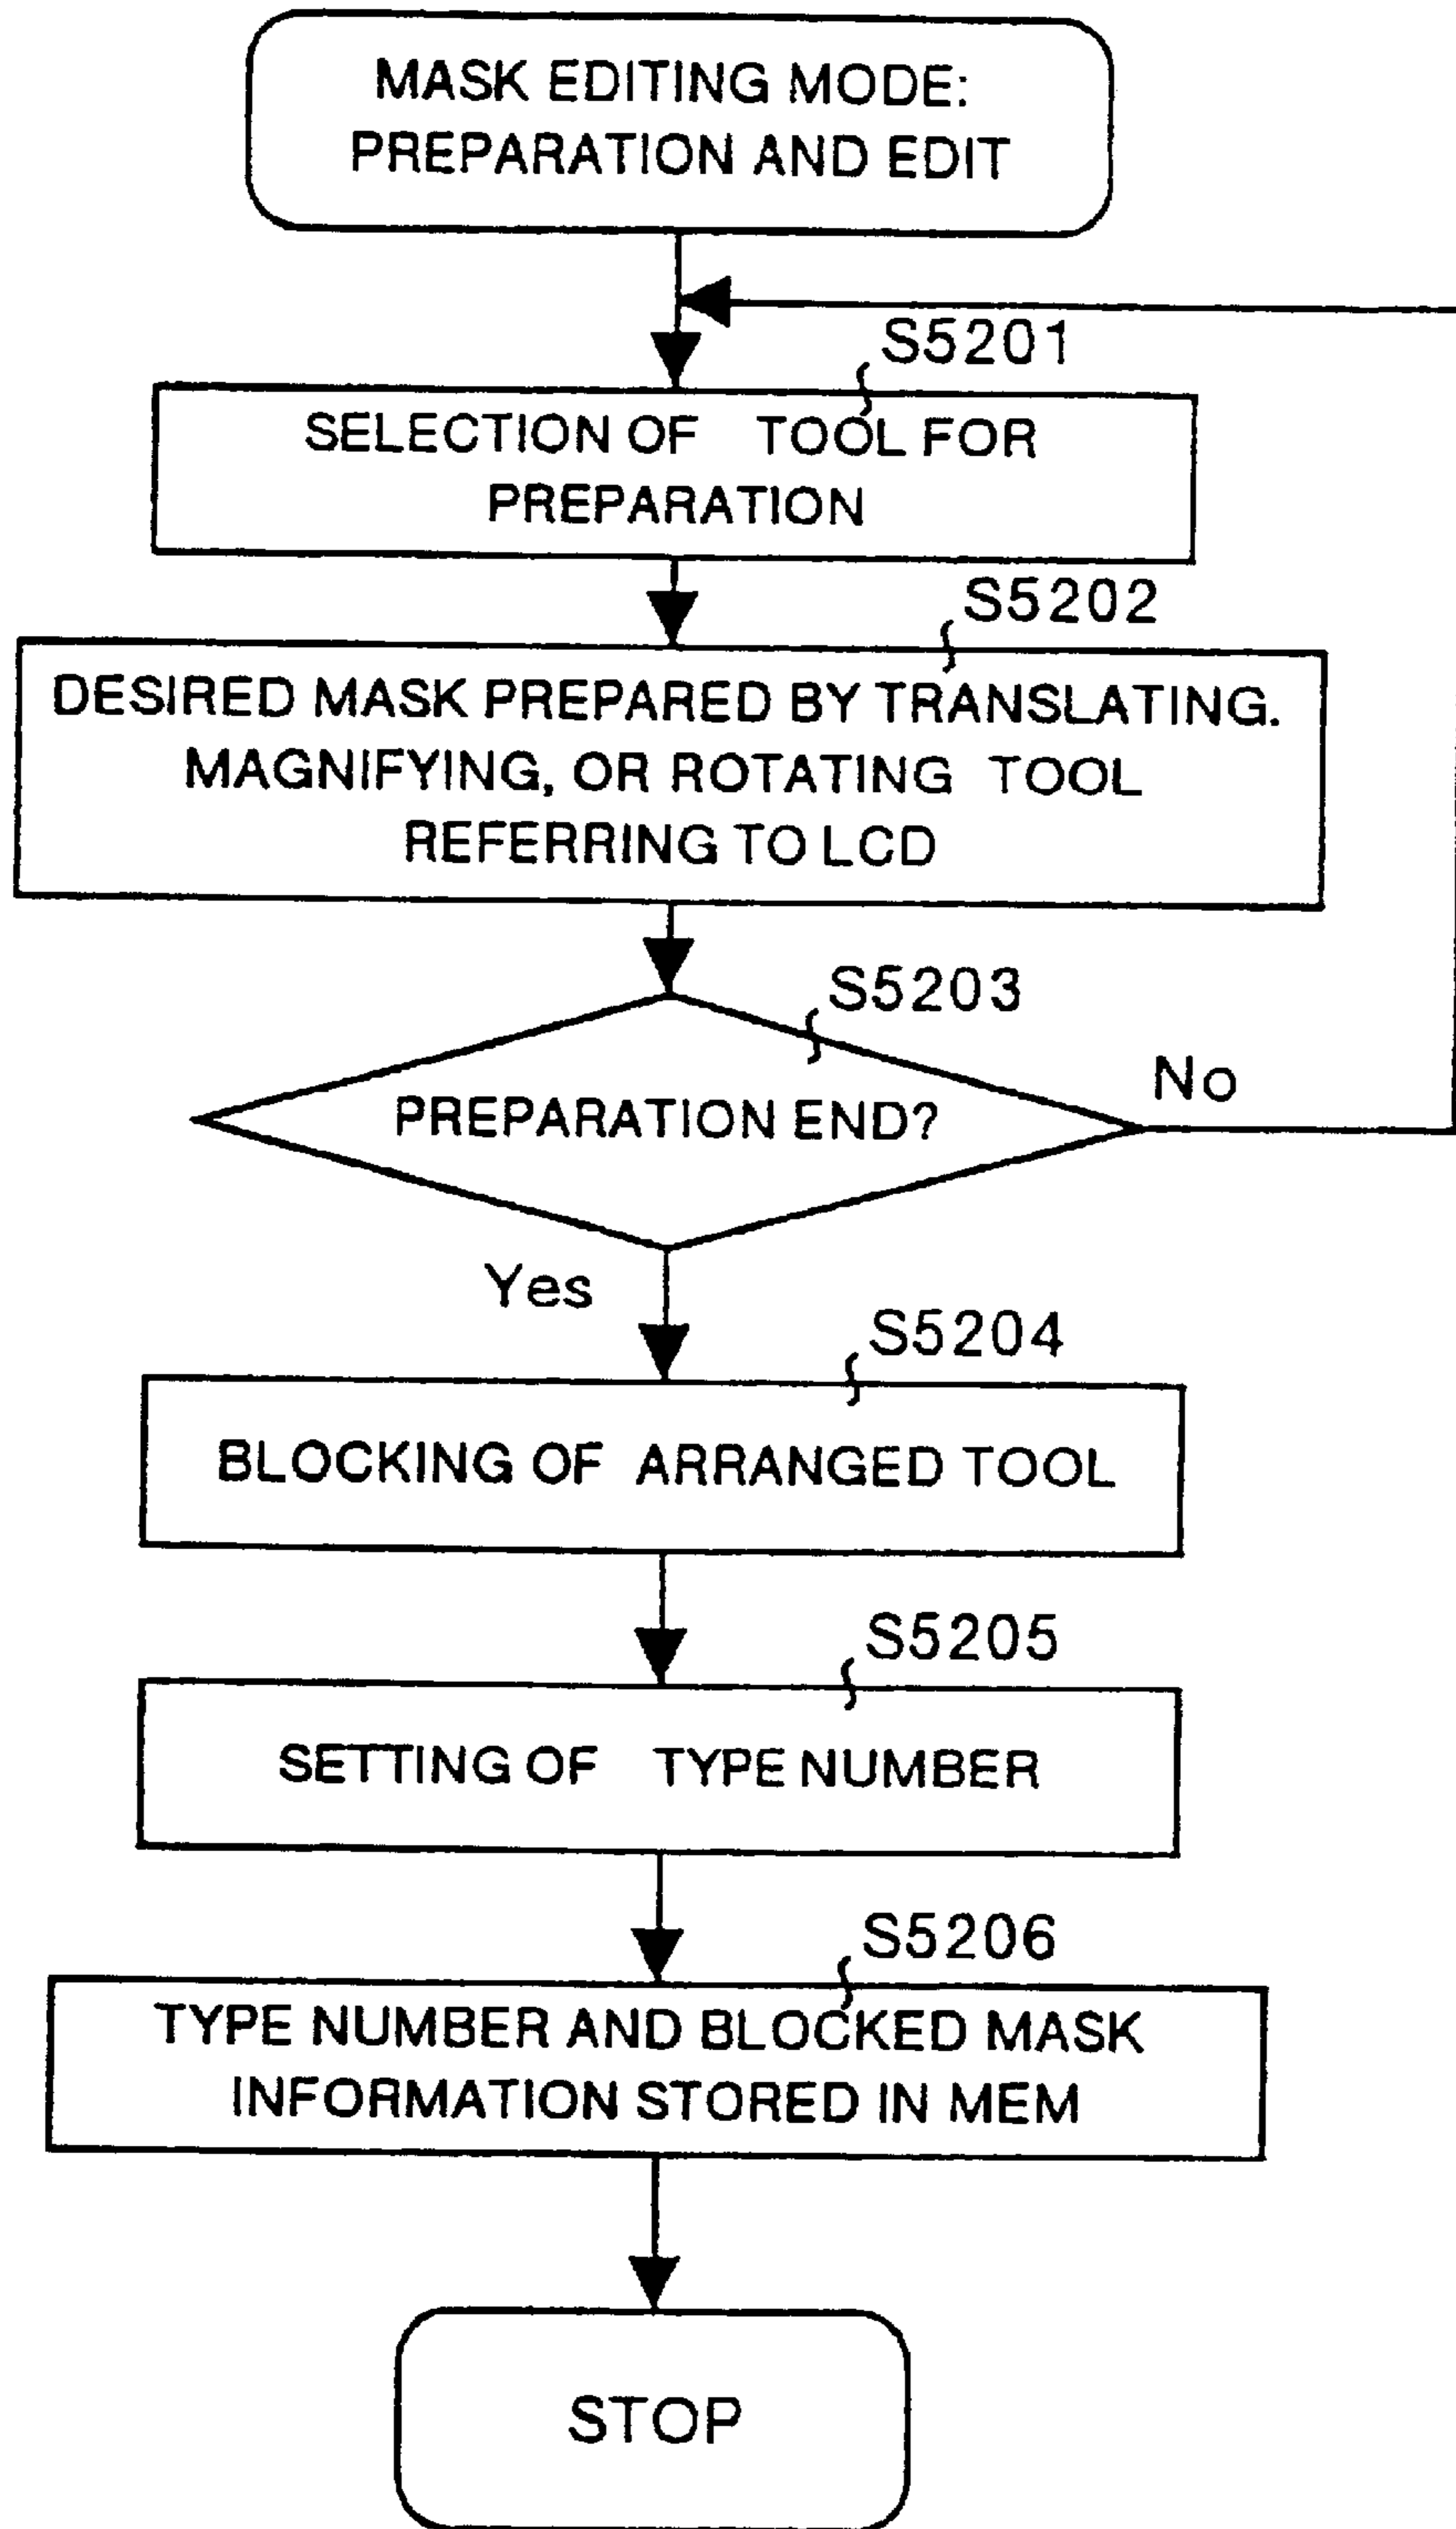 MASK EDITING MODE:
PREPARATION AND EDIT
S5201
SELECTION OF TOOL FOR
PREPARATION
S5202
DESIRED MASK PREPARED BY TRANSLATING.
MAGNIFYING, OR ROTATING TOOL
REFERRING TO LCD
S5203
PREPARATION END?
No
Yes
S5204
BLOCKING OF ARRANGED TOOL
S5205
SETTING OF TYPE NUMBER
S5206
TYPE NUMBER AND BLOCKED MASK
INFORMATION STORED IN MEM
STOP